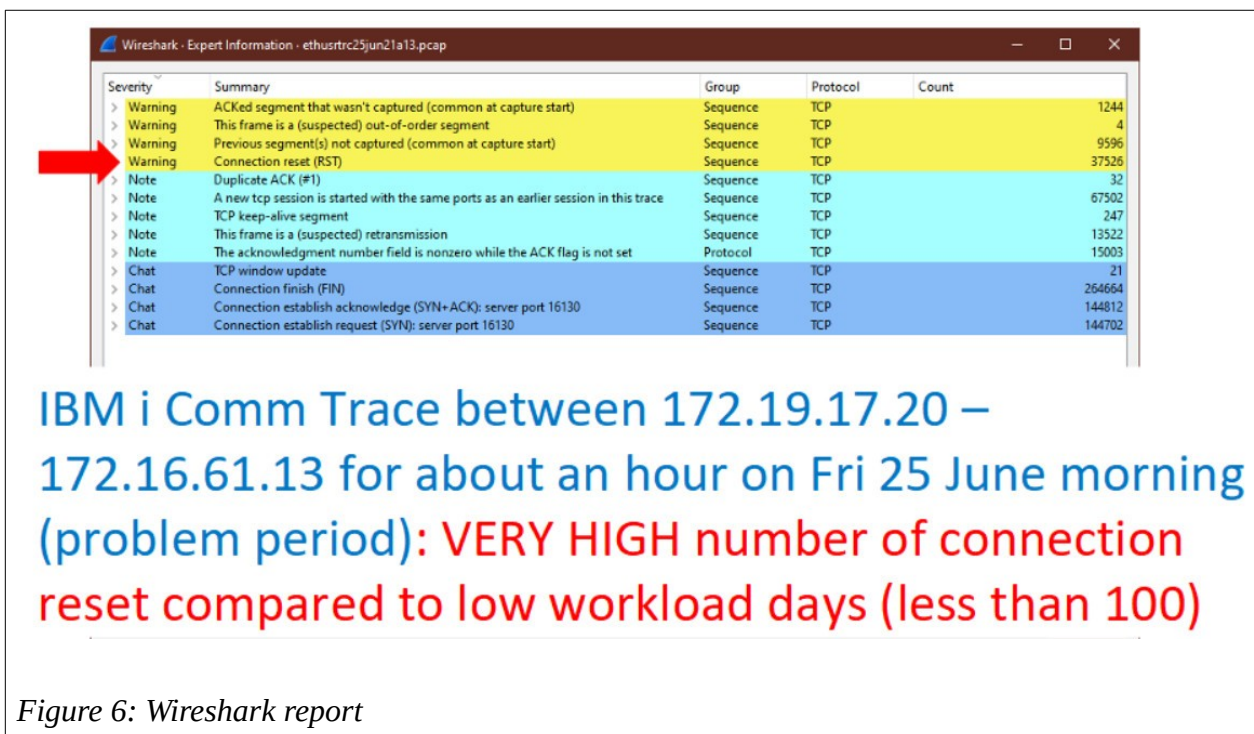 Wireshark · Expert Information - ethusrtrc25jun21a13.pcap
Severity Summary Group Protocol Count
Warning ACKed segment that wasn't captured (common at capture start) Sequence TCP 1244
Warning This frame is a (suspected) out-of-order segment Sequence TCP 4
Warning Previous segment(s) not captured (common at capture start) Sequence TCP 9596
Warning Connection reset (RST) Sequence TCP 37526
Note Duplicate ACK (#1) Sequence TCP 32
Note A new tcp session is started with the same ports as an earlier session in this trace Sequence TCP 67502
Note TCP keep-alive segment Sequence TCP 247
Note This frame is a (suspected) retransmission Sequence TCP 13522
Note The acknowledgment number field is nonzero while the ACK flag is not set Protocol TCP 15003
Chat TCP window update Sequence TCP 21
Chat Connection finish (FIN) Sequence TCP 264664
Chat Connection establish acknowledge (SYN+ACK): server port 16130 Sequence TCP 144812
Chat Connection establish request (SYN): server port 16130 Sequence TCP 144702
IBM i Comm Trace between 172.19.17.20 –
172.16.61.13 for about an hour on Fri 25 June morning
(problem period): VERY HIGH number of connection
reset compared to low workload days (less than 100)
Figure 6: Wireshark report